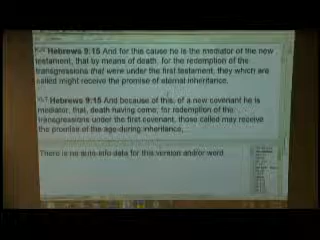 Hebrews 9:15 And for this cause he is the mediator of the new
testament, that by means of death, for the redemption of the
transgressions that were under the first testament, they which are
called might receive the promise of eternal inheritance.
YLT Hebrews 9:15 And because of this, of a new covenant he is
mediator, that, death having come, for redemption of the
transgressions under the first covenant, those called may receive
the promise of the age-during inheritance,
There is no
data for this version and/or word